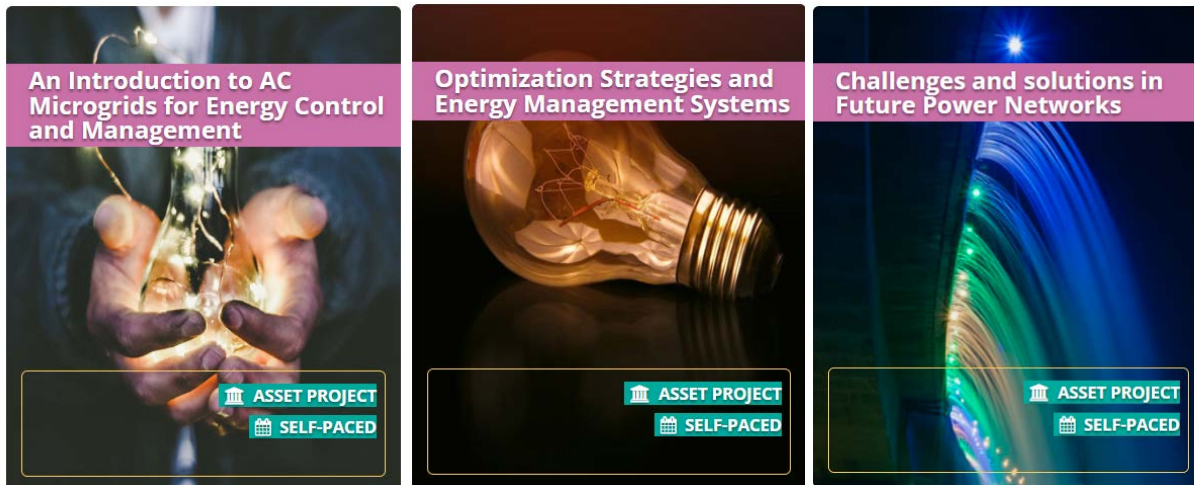 An Introduction to AC
Microgrids for Energy Control
and Management
ASSET PROJECT
SELF-PACED
Optimization Strategies and
Energy Management Systems
ASSET PROJECT
SELF-PACED
Challenges and solutions in
Future Power Networks
ASSET PROJECT
SELF-PACED